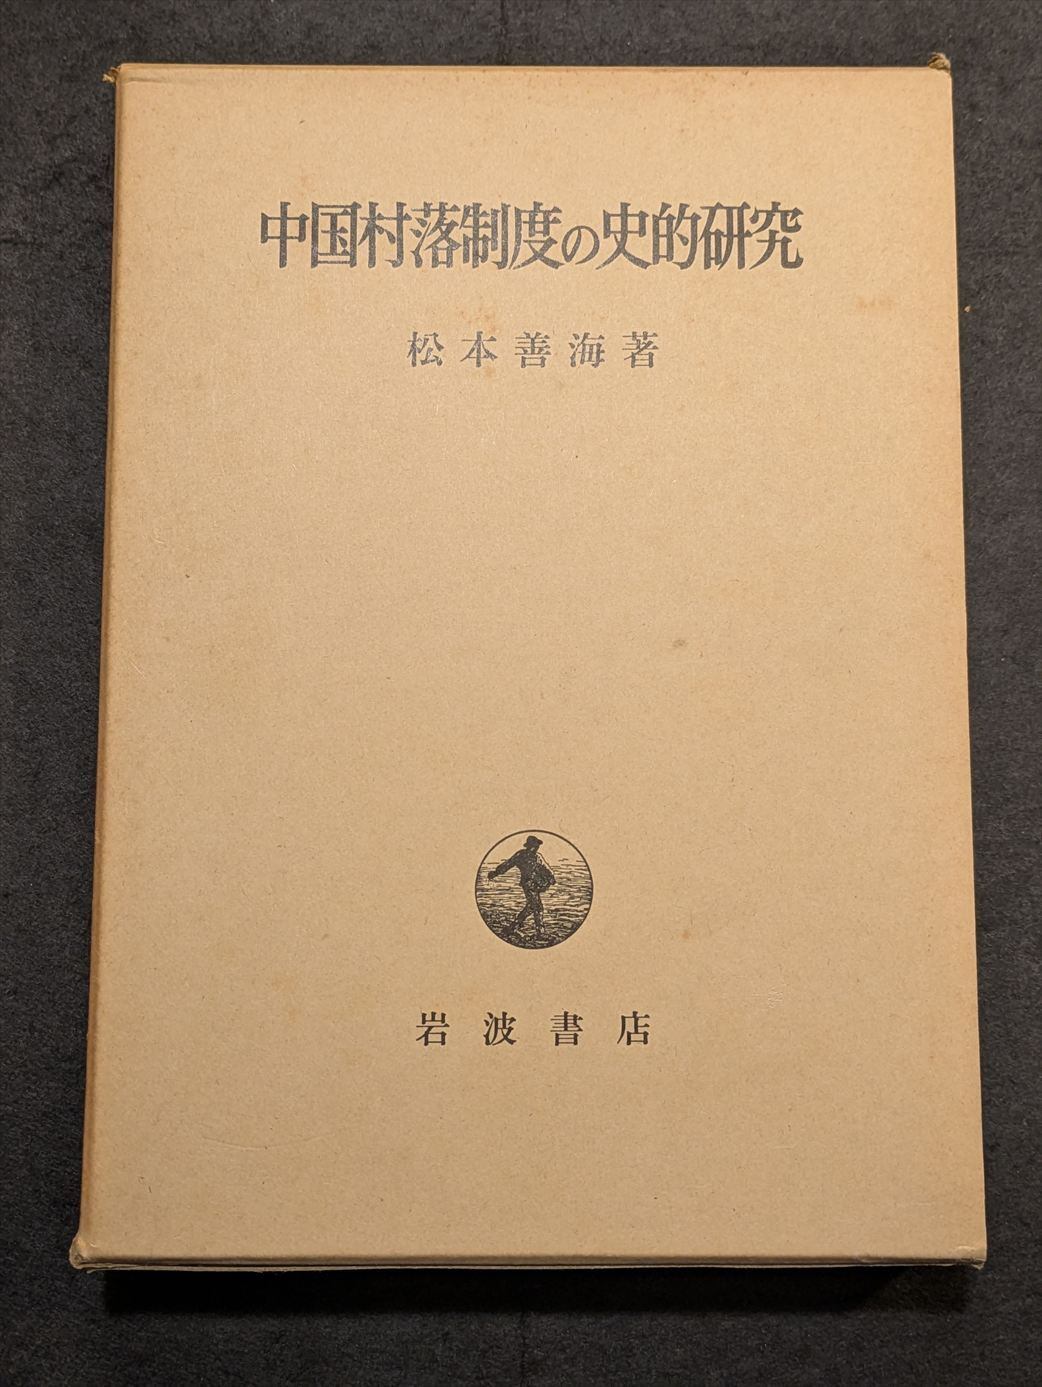 中国村落制度の史的研究
松本善海著
岩波書店